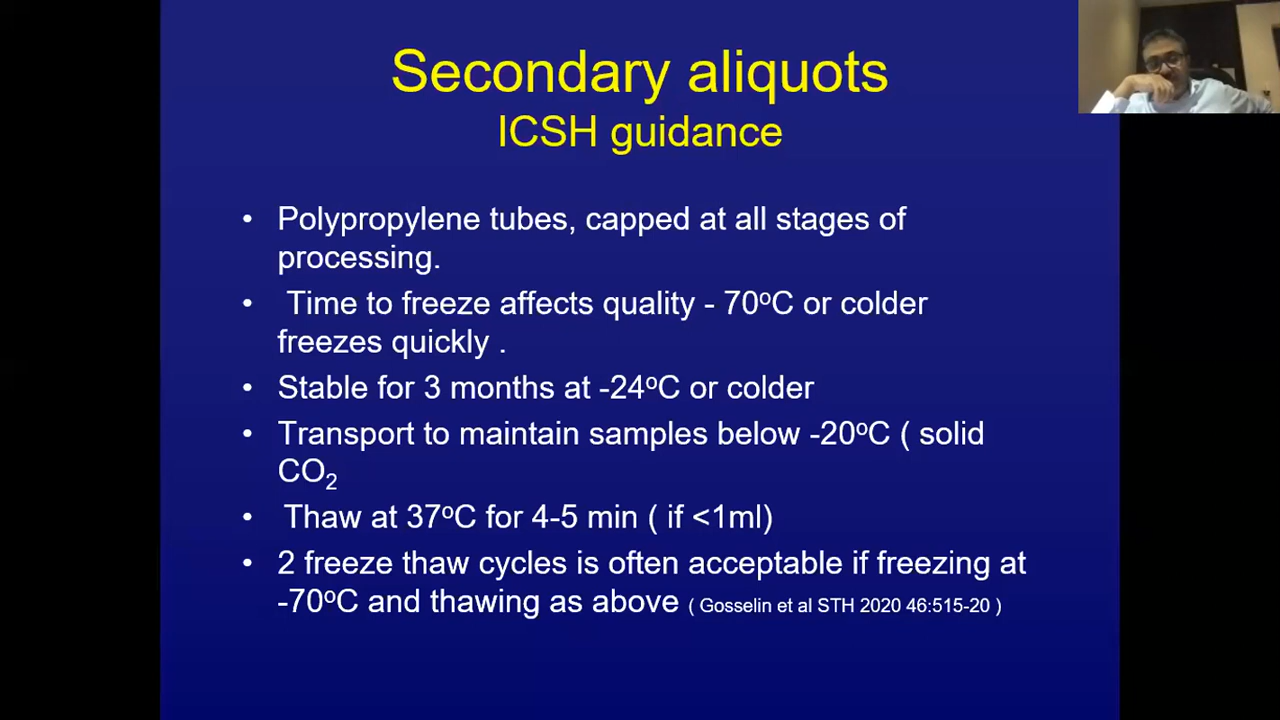 Secondary aliquots
ICSH guidance
• Polypropylene tubes, capped at all stages of
processing.
• Time to freeze affects quality - 70ᵒC or colder
freezes quickly .
• Stable for 3 months at -24ᵒC or colder
• Transport to maintain samples below -20ᵒC ( solid
CO₂
• Thaw at 37ᵒC for 4-5 min ( if <1ml)
• 2 freeze thaw cycles is often acceptable if freezing at
-70ᵒC and thawing as above ( Gosselin et al STH 2020 46:515-20 )